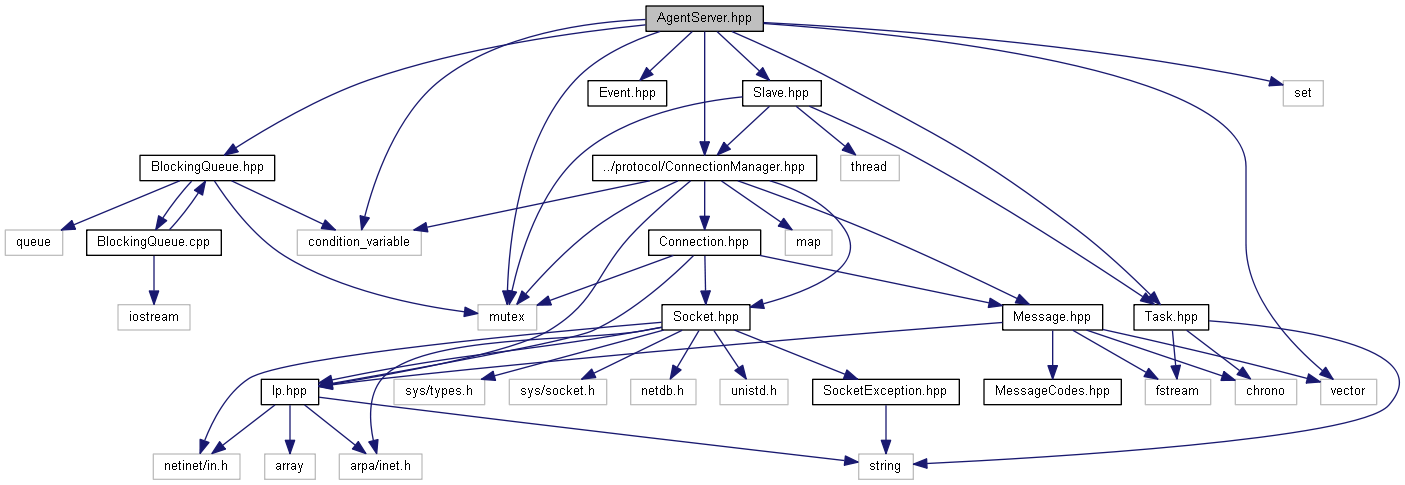 AgentServer.hpp
Event.hpp
Slave.hpp
set
BlockingQueue.hpp
../protocol/ConnectionManager.hpp
thread
queue
BlockingQueue.cpp
condition_variable
Connection.hpp
map
iostream
mutex
Socket.hpp
Message.hpp
Task.hpp
Ip.hpp
sys/types.h
sys/socket.h
netdb.h
unistd.h
SocketException.hpp
MessageCodes.hpp
fstream
chrono
vector
netinet/in.h
array
arpa/inet.h
string